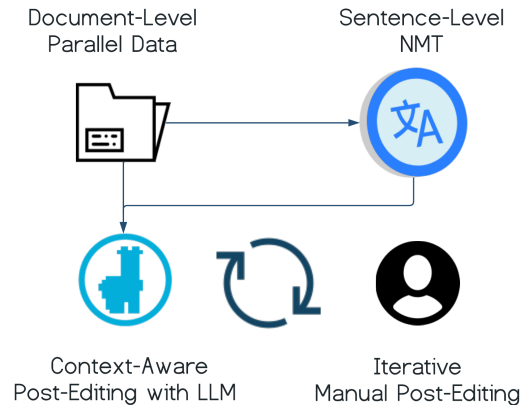 Document-Level
Parallel Data
Sentence-Level
NMT
文A
Context-Aware
Post-Editing with LLM
Iterative
Manual Post-Editing